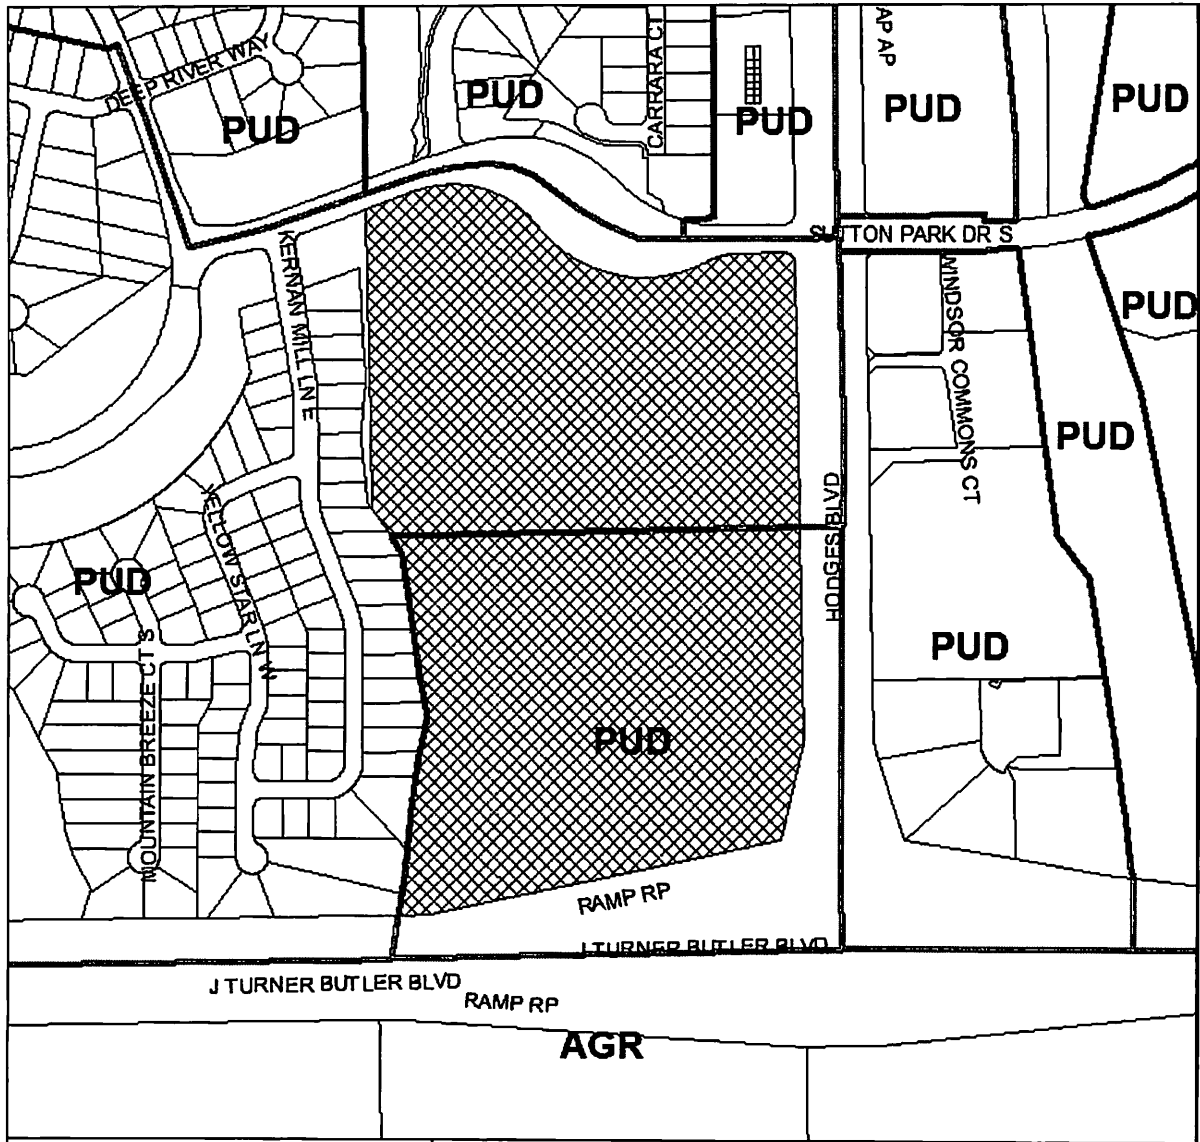 DEEP RIVER WAY
PUD
PUD
CARRARA CT
PUD
AP AP
PUD
PUD
SUTTON PARK DR S
KERNAN MILL LN E
WINDSOR COMMONS CT
PUD
PUD
HODGES BLVD
YELLOW STAR LN W
PUD
MOUNTAIN BREEZE CT S
PUD
PUD
RAMP RP
J TURNER BUTLER BLVD
J TURNER BUTLER BLVD
RAMP RP
AGR